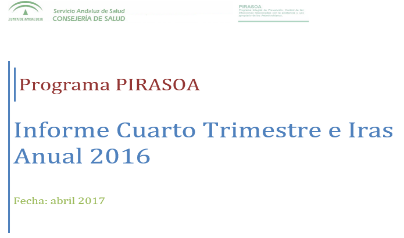 Servicio Andaluz de Salud
CONSEJERÍA DE SALUD
PIRASOA
Programa PIRASOA
Informe Cuarto Trimestre e Iras
Anual 2016
Fecha: abril 2017